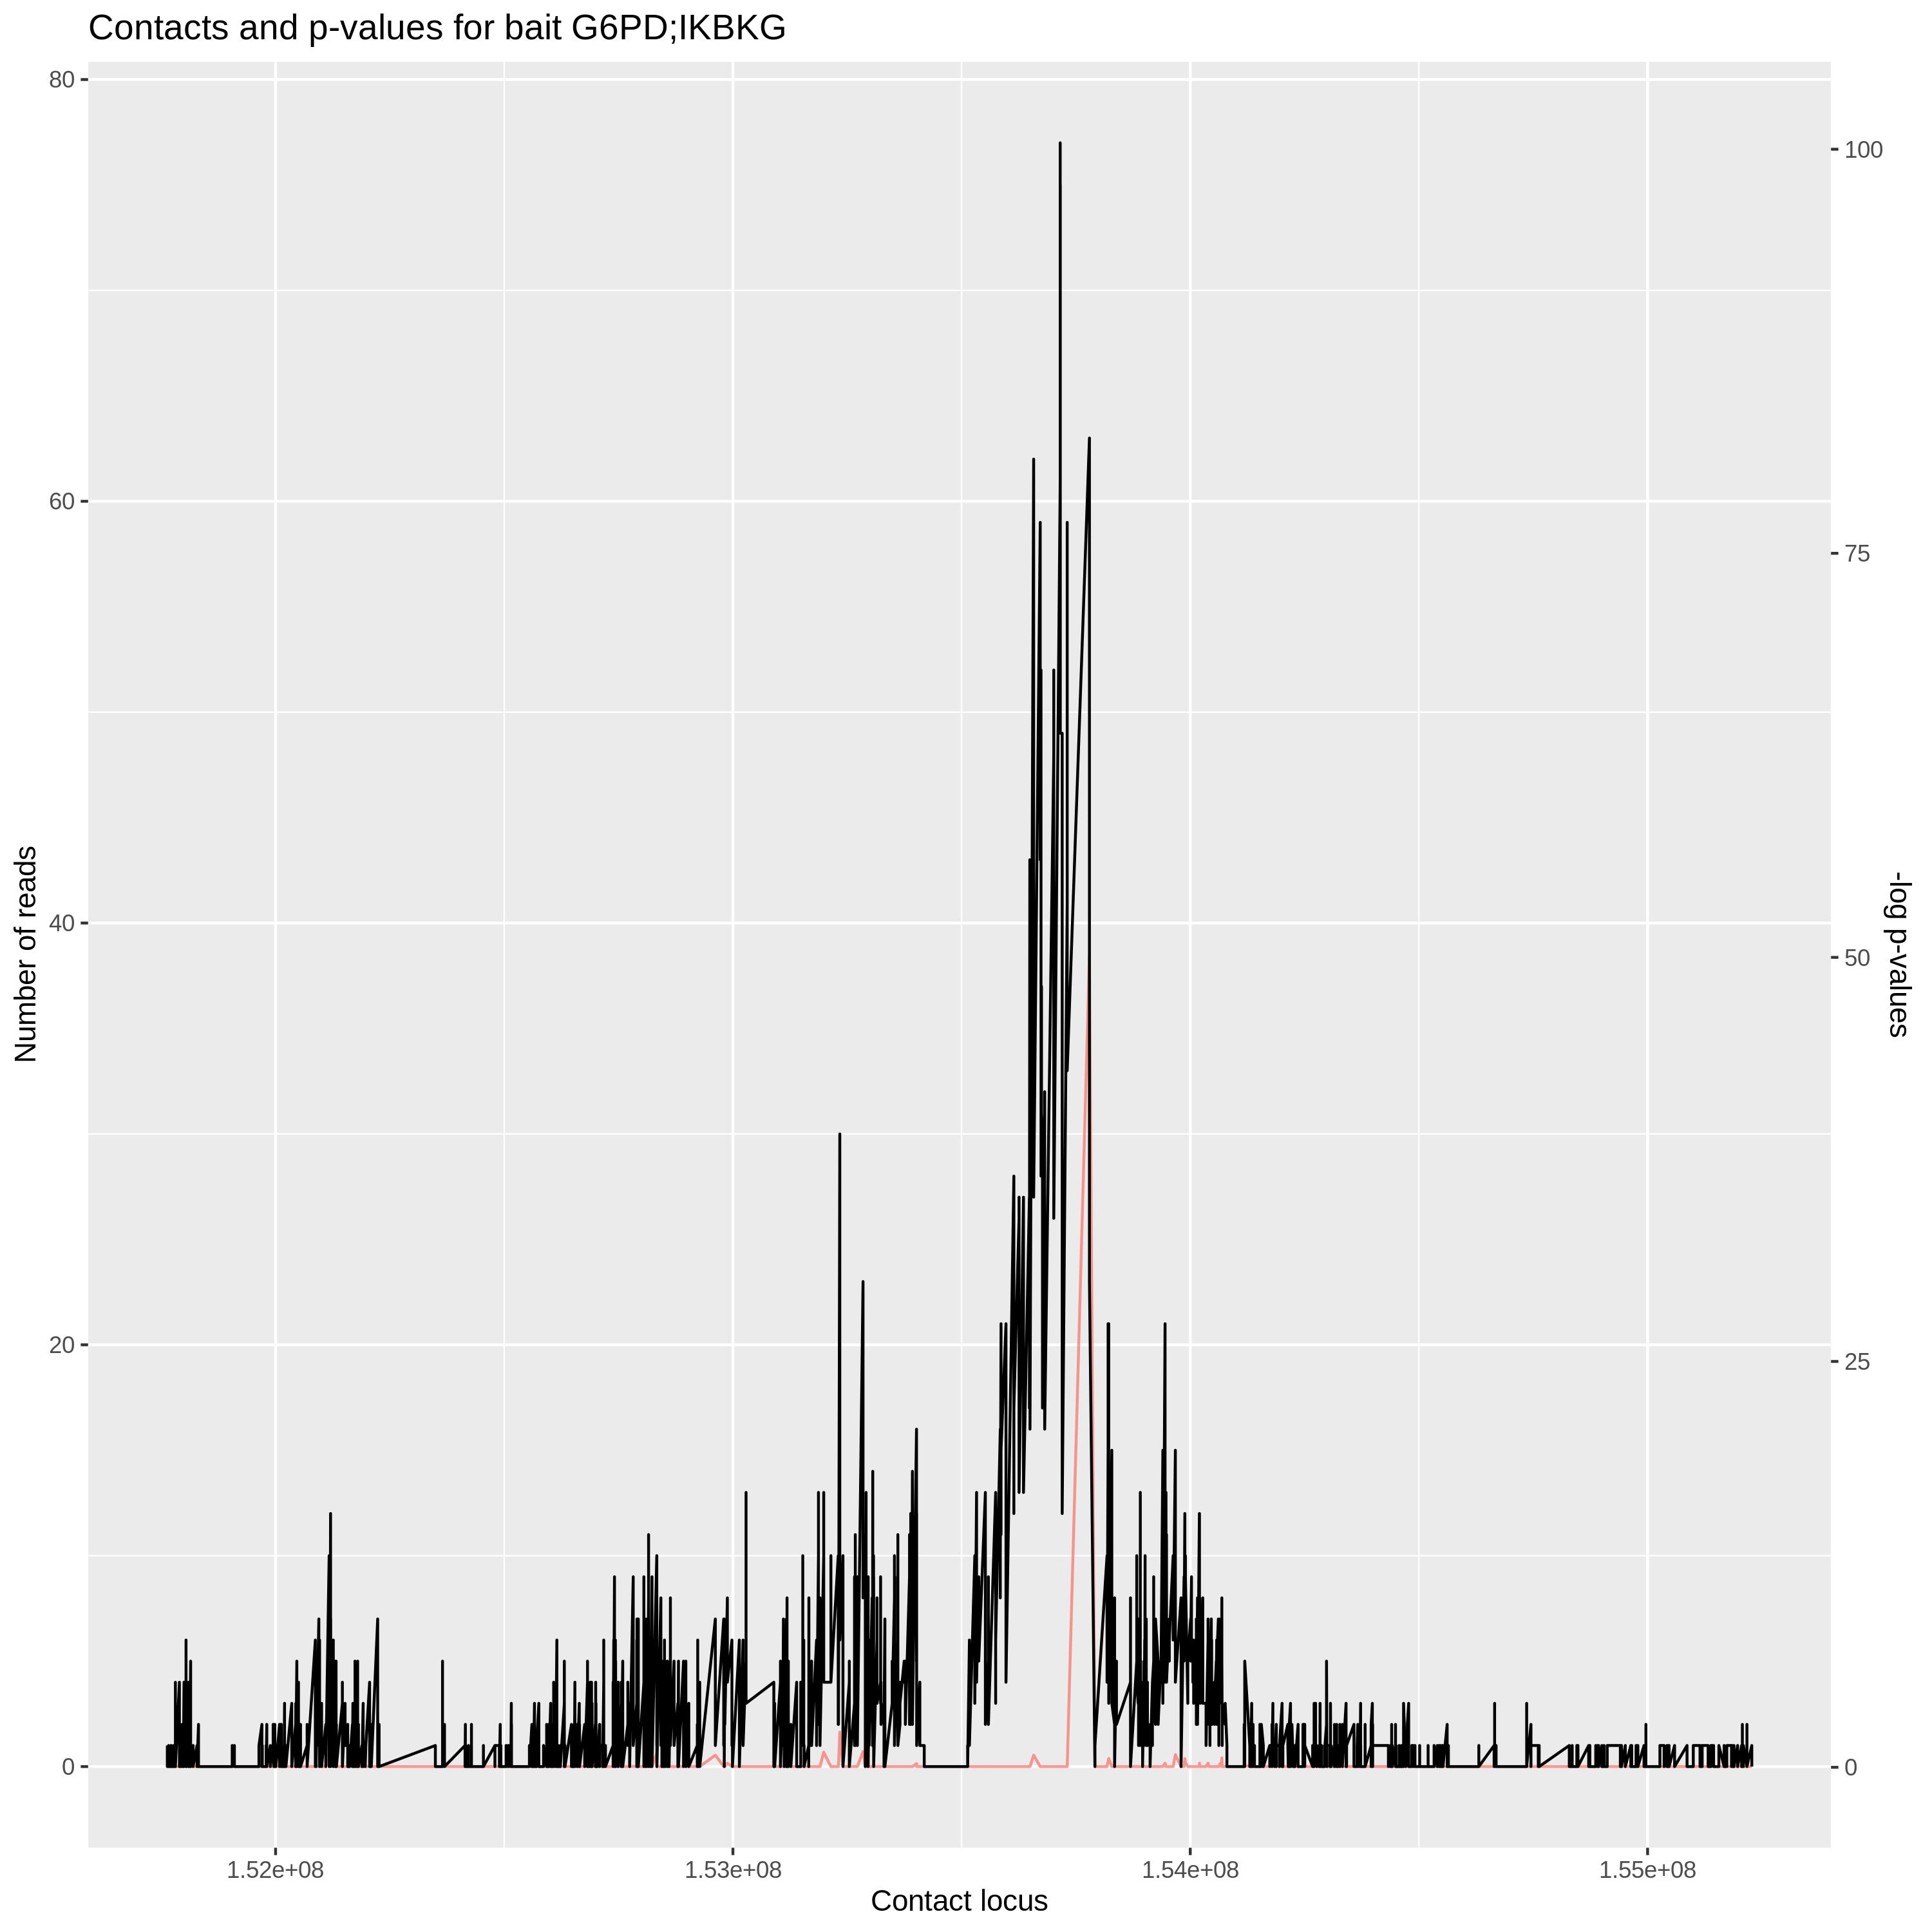 Contacts and p-values for bait G6PD;IKBKG
80
60
40
20
0
Number of reads
100
75
50
25
0
-log p-values
1.52e+08
1.53e+08
1.54e+08
1.55e+08
Contact locus